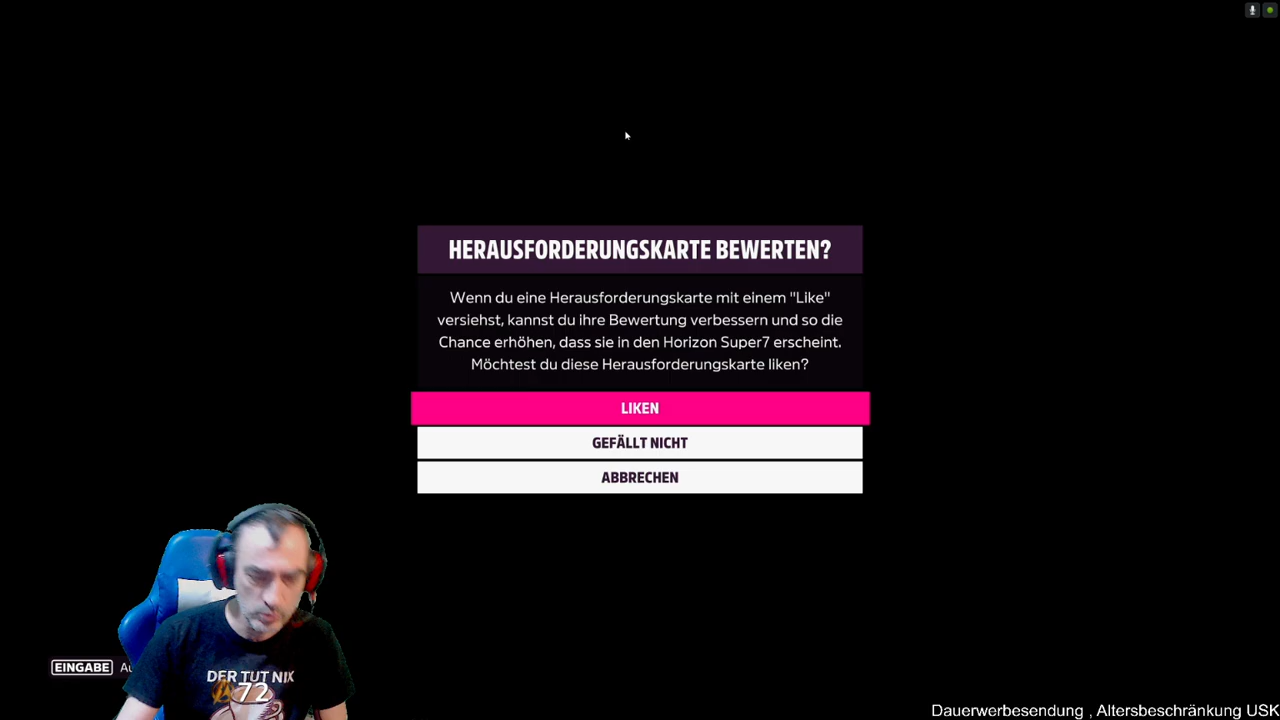 HERAUSFORDERUNGSKARTE BEWERTEN?
Wenn du eine Herausforderungskarte mit einem "Like"
versiehst, kannst du ihre Bewertung verbessern und so die
Chance erhöhen, dass sie in den Horizon Super7 erscheint.
Möchtest du diese Herausforderungskarte liken?
LIKEN
GEFÄLLT NICHT
ABBRECHEN
EINGABE
DER TUT NIX
72
Dauerwerbesendung , Altersbeschränkung USK